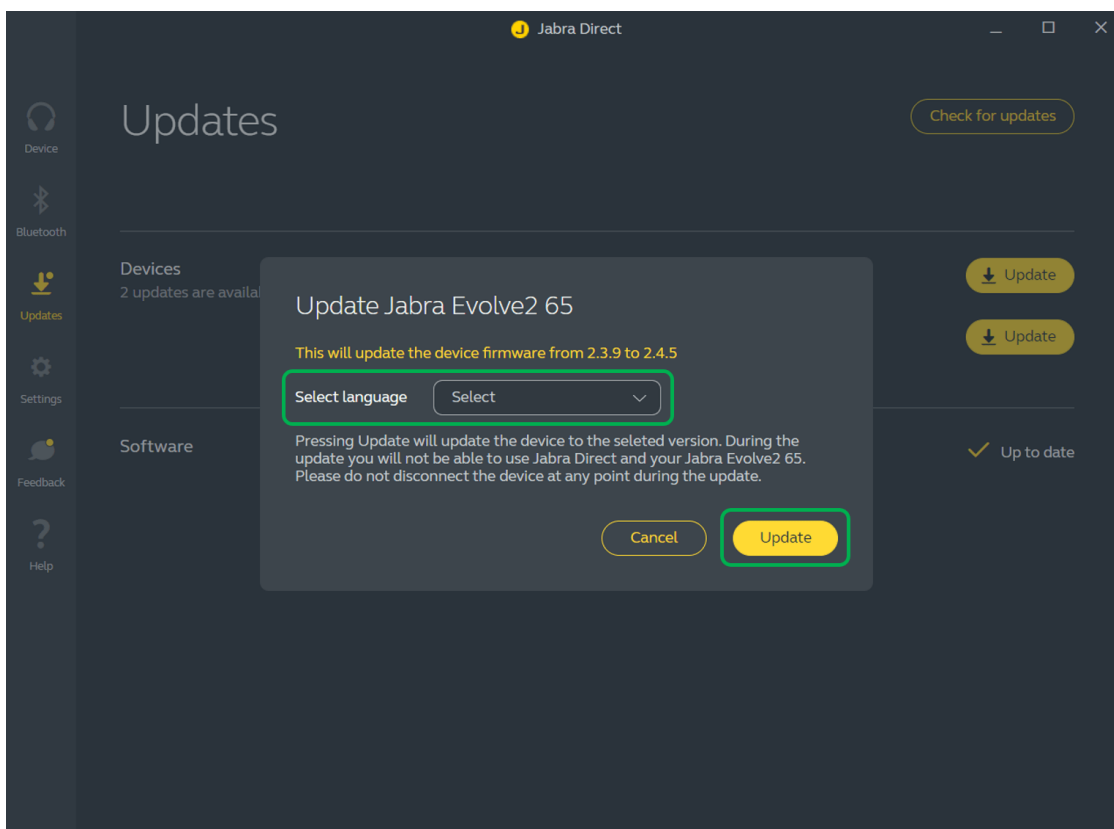 Jabra Direct
Device
Bluetooth
Updates
Settings
Feedback
Help
Updates
Check for updates
Devices
2 updates are availa
Update
Update
Software
Up to date
Update Jabra Evolve2 65
This will update the device firmware from 2.3.9 to 2.4.5
Select language Select
Pressing Update will update the device to the seleted version. During the
update you will not be able to use Jabra Direct and your Jabra Evolve2 65.
Please do not disconnect the device at any point during the update.
Cancel Update